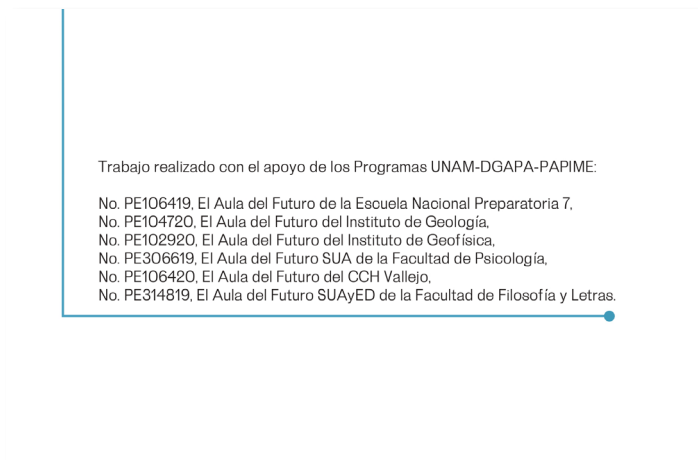 Trabajo realizado con el apoyo de los Programas UNAM-DGAPA-PAPIME:
No. PE106419, El Aula del Futuro de la Escuela Nacional Preparatoria 7,
No. PE104720, El Aula del Futuro del Instituto de Geología,
No. PE102920, El Aula del Futuro del Instituto de Geofísica,
No. PE306619, El Aula del Futuro SUA de la Facultad de Psicología,
No. PE106420, El Aula del Futuro del CCH Vallejo,
No. PE314819, El Aula del Futuro SUAyED de la Facultad de Filosofía y Letras.